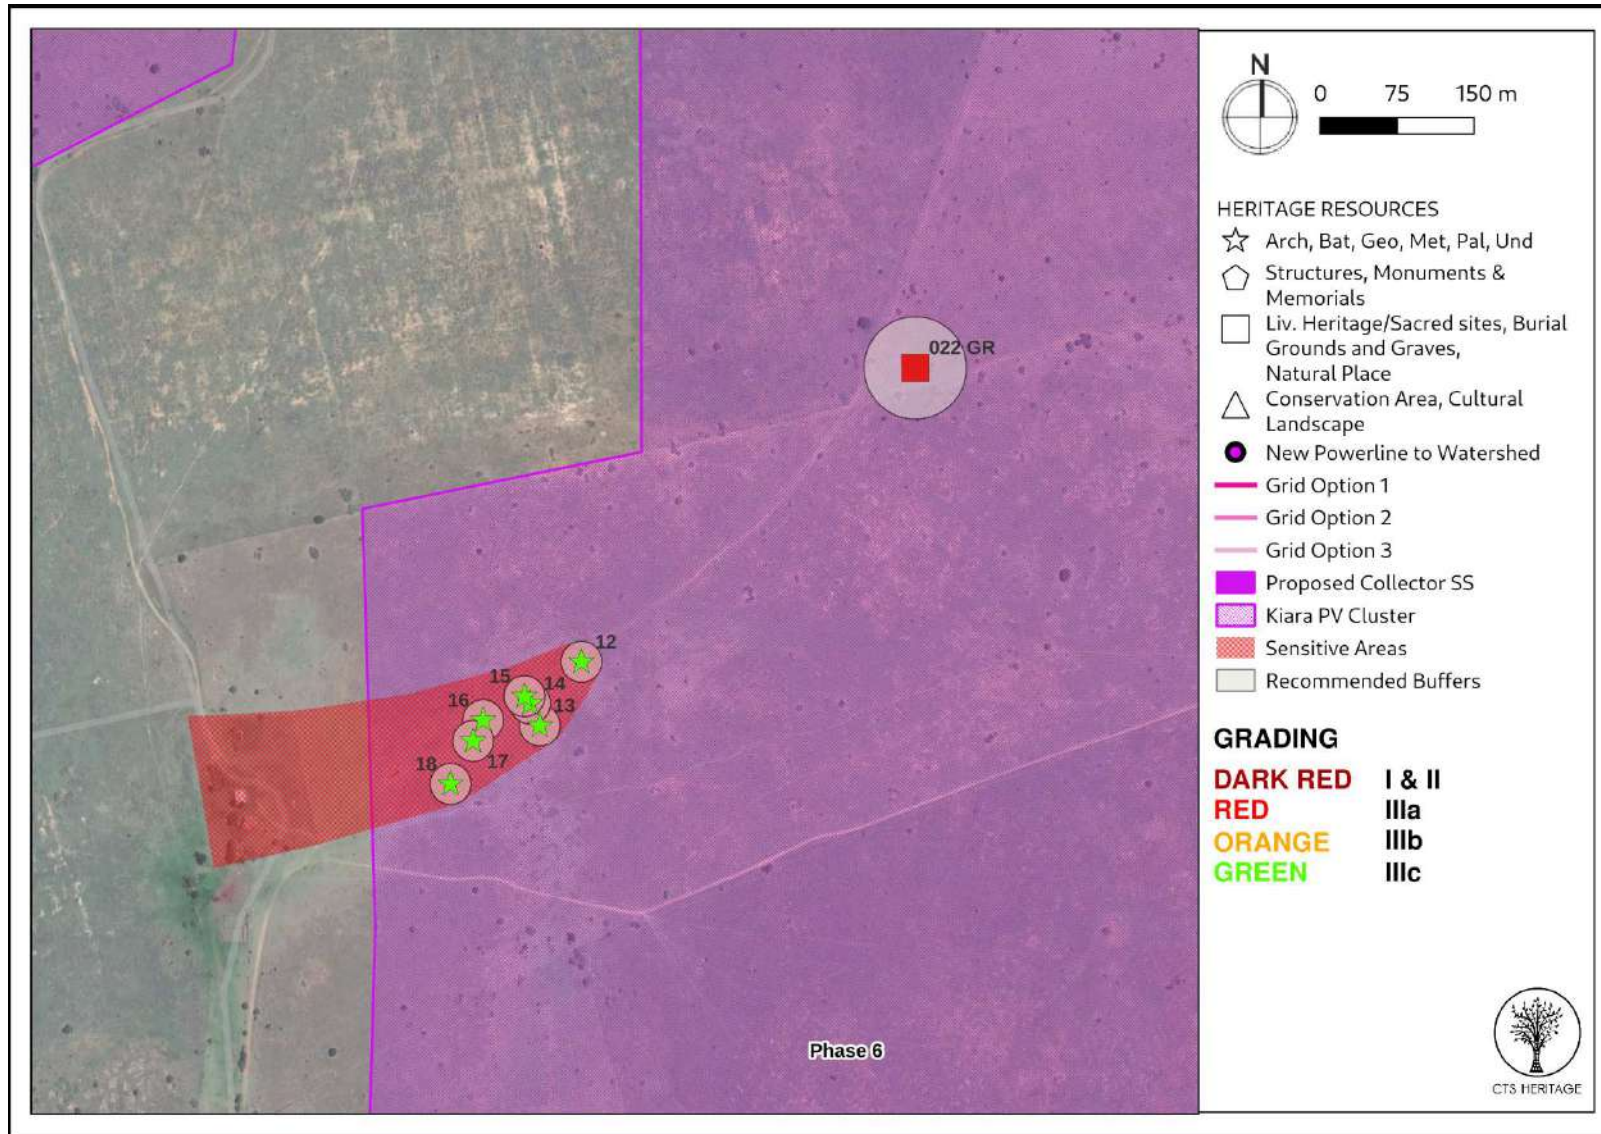 N
0 75 150 m
HERITAGE RESOURCES
Arch, Bat, Geo, Met, Pal, Und
Structures, Monuments &
Memorials
Liv. Heritage/Sacred sites, Burial
Grounds and Graves,
Natural Place
Conservation Area, Cultural
Landscape
New Powerline to Watershed
Grid Option 1
Grid Option 2
Grid Option 3
Proposed Collector SS
Kiara PV Cluster
Sensitive Areas
Recommended Buffers
GRADING
DARK RED I & II
RED IIIa
ORANGE IIIb
GREEN IIIc
CTS HERITAGE
022 GR
12
15
14
16
13
17
18
Phase 6